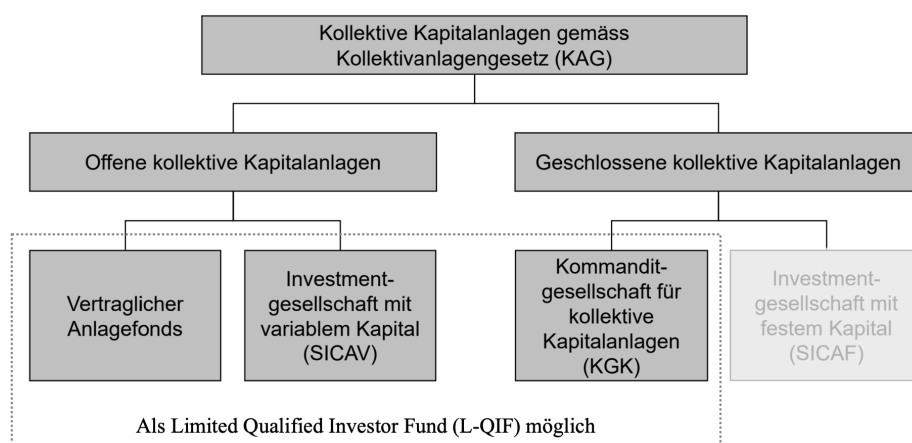 Kollektive Kapitalanlagen gemäss
Kollektivanlagengesetz (KAG)
Offene kollektive Kapitalanlagen
Geschlossene kollektive Kapitalanlagen
Vertraglicher
Anlagefonds
Investment-
gesellschaft mit
variablem Kapital
(SICAV)
Kommandit-
gesellschaft für
kollektive
Kapitalanlagen
(KGK)
Investment-
gesellschaft mit
festem Kapital
(SICAF)
Als Limited Qualified Investor Fund (L-QIF) möglich